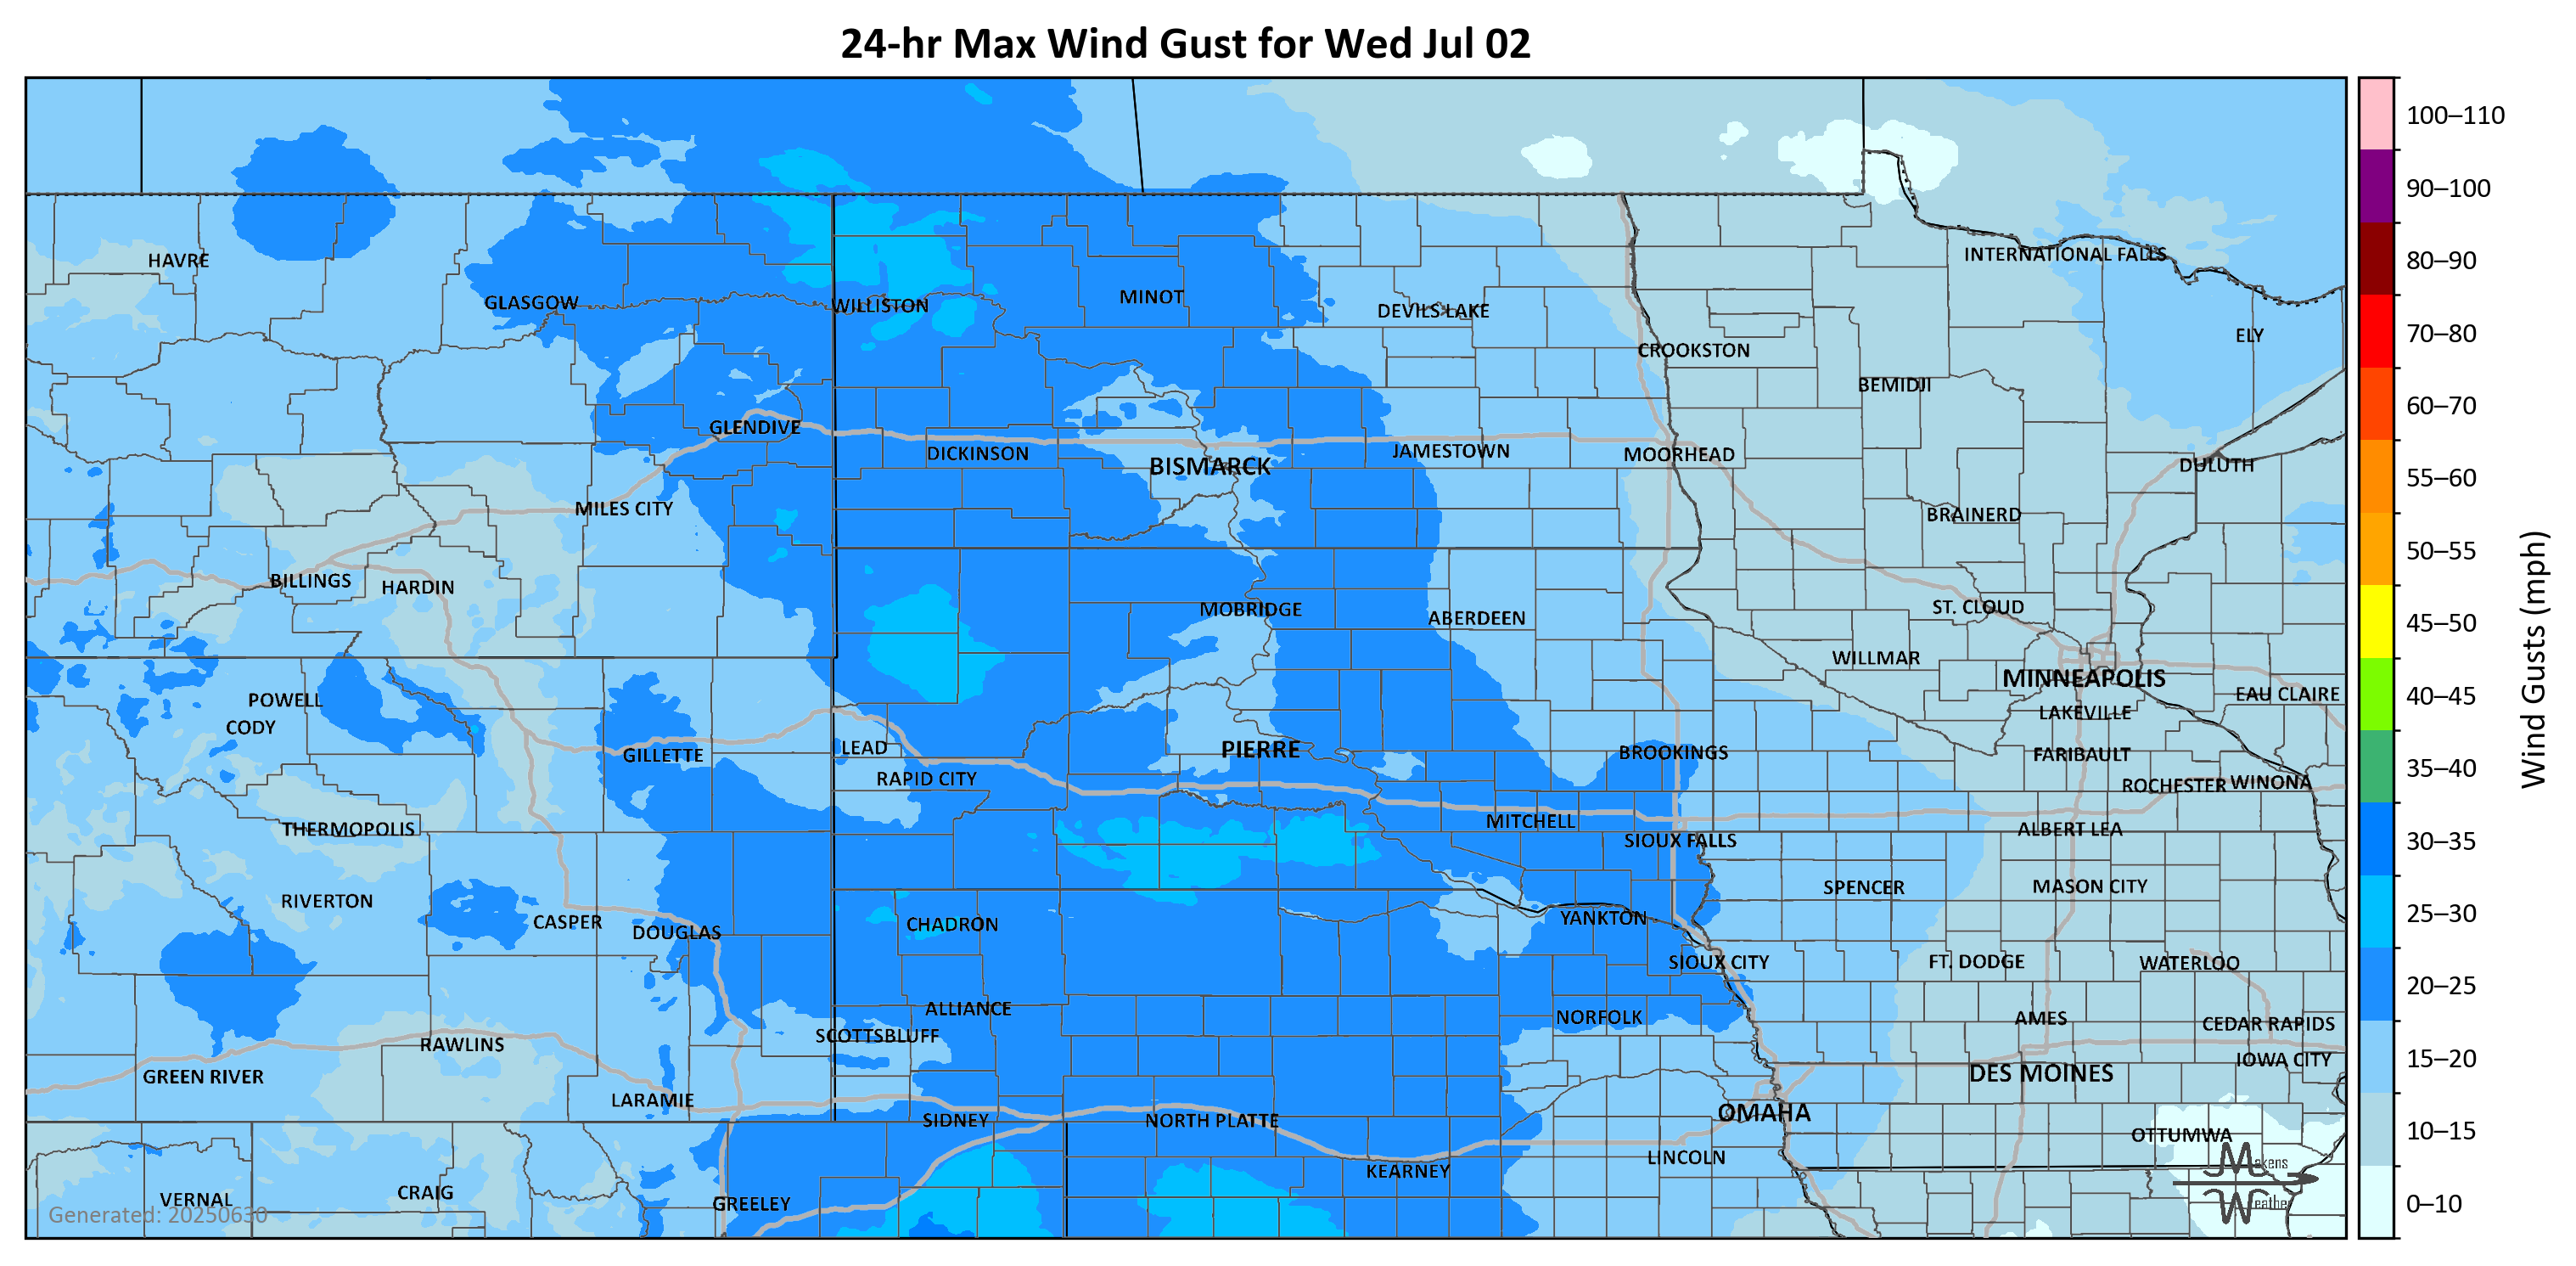 24-hr Max Wind Gust for Wed Jul 02
HAVRE
INTERNATIONAL FALLS
GLASGOW
WILLISTON
MINOT
DEVILS LAKE
ELY
CROOKSTON
BEMIDJI
GLENDIVE
DICKINSON
BISMARCK
JAMESTOWN
MOORHEAD
DULUTH
MILES CITY
BRAINERD
BILLINGS
HARDIN
MOBRIDGE
ABERDEEN
ST. CLOUD
WILLMAR
MINNEAPOLIS
EAU CLAIRE
POWELL
CODY
LAKEVILLE
GILLETTE
LEAD
PIERRE
BROOKINGS
FARIBAULT
RAPID CITY
ROCHESTER
WINONA
THERMOPOLIS
MITCHELL
SIOUX FALLS
ALBERT LEA
RIVERTON
SPENCER
MASON CITY
CASPER
DOUGLAS
CHADRON
YANKTON
SIOUX CITY
FT. DODGE
WATERLOO
ALLIANCE
NORFOLK
AMES
CEDAR RAPIDS
SCOTTSBLUFF
RAWLINS
IOWA CITY
GREEN RIVER
DES MOINES
LARAMIE
SIDNEY
NORTH PLATTE
OMAHA
OTTUMWA
LINCOLN
KEARNEY
VERNAL
CRAIG
GREELEY
Generated: 20250630
Makens
Weather
100–110
90–100
80–90
70–80
60–70
55–60
50–55
45–50
40–45
35–40
30–35
25–30
20–25
15–20
10–15
0–10
Wind Gusts (mph)